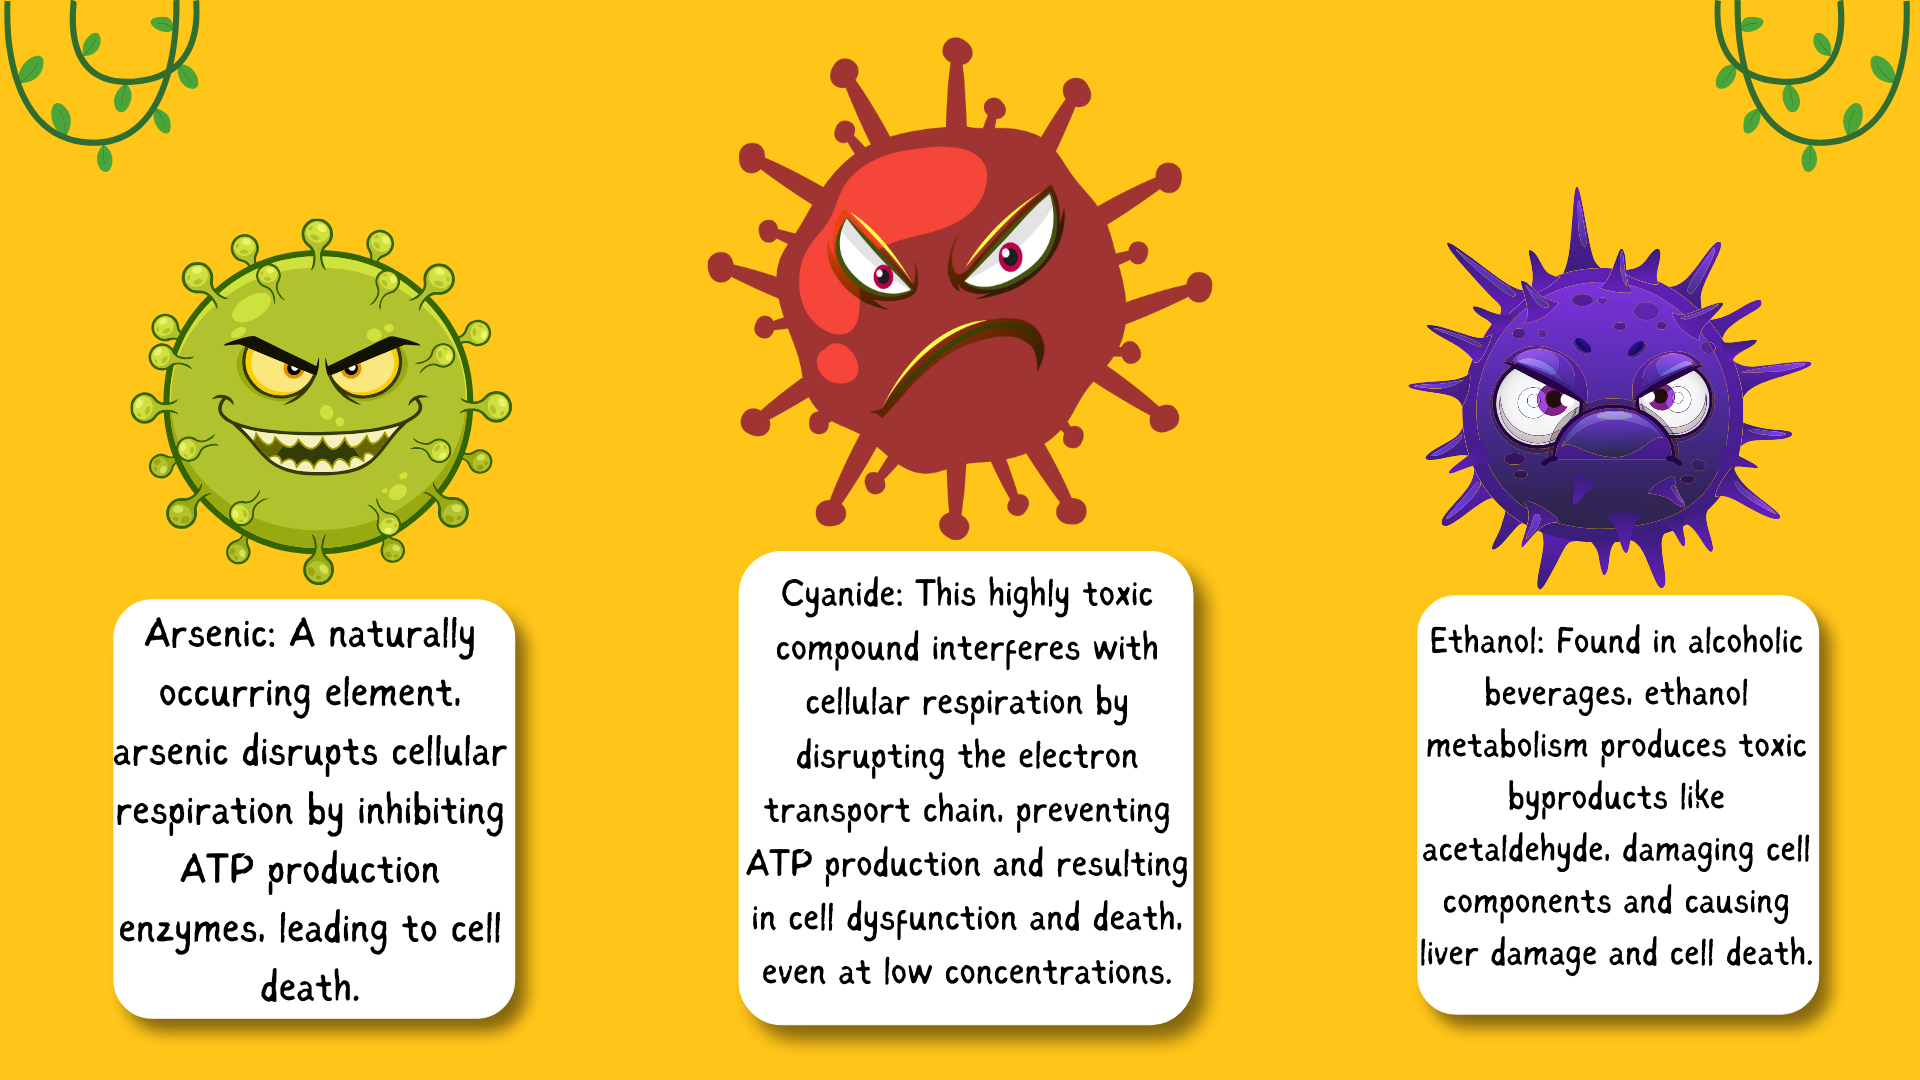 Arsenic: A naturally
occurring element,
arsenic disrupts cellular
respiration by inhibiting
ATP production
enzymes, leading to cell
death.
Cyanide: This highly toxic
compound interferes with
cellular respiration by
disrupting the electron
transport chain, preventing
ATP production and resulting
in cell dysfunction and death,
even at low concentrations.
Ethanol: Found in alcoholic
beverages, ethanol
metabolism produces toxic
byproducts like
acetaldehyde, damaging cell
components and causing
liver damage and cell death.